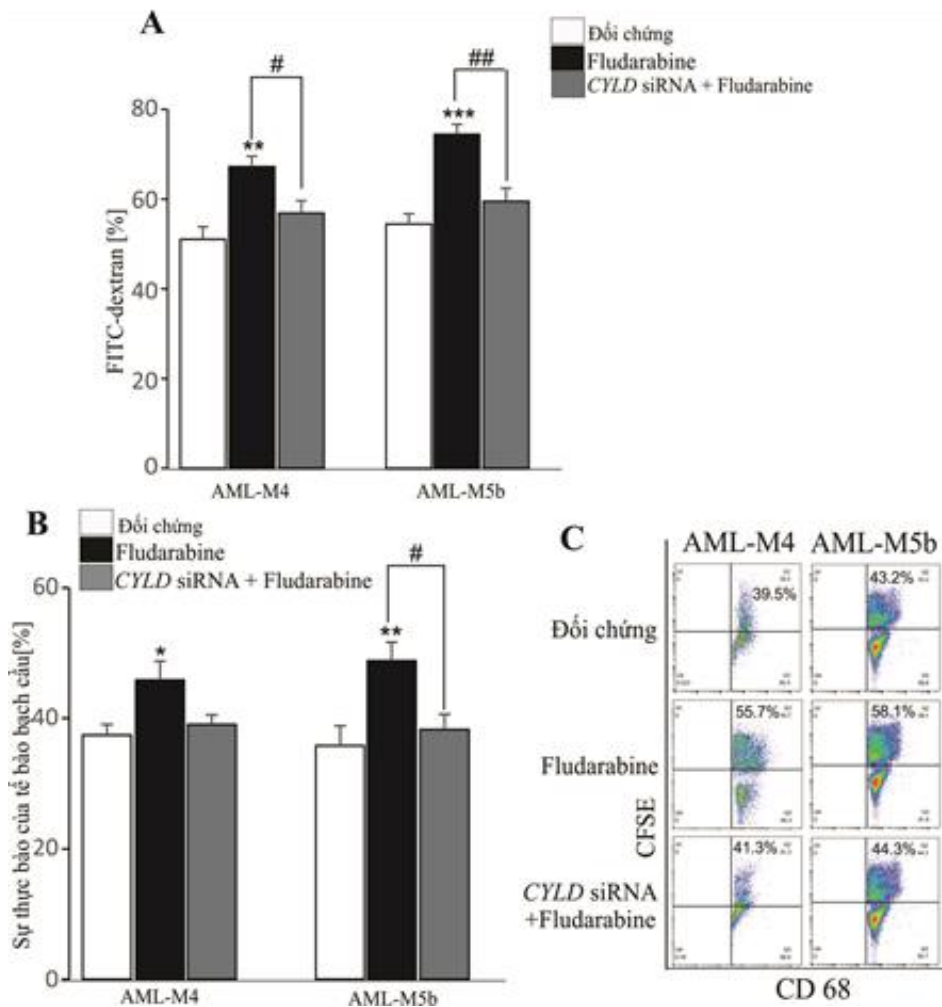 A
Đối chứng
Fludarabine
CYLD siRNA + Fludarabine
#
##
**
***
FITC-dextran [%]
80
60
40
20
0
AML-M4
AML-M5b
B
Đối chứng
Fludarabine
CYLD siRNA + Fludarabine
#
*
**
Sự thực bào của tế bào bạch cầu[%]
60
40
20
0
AML-M4
AML-M5b
C
AML-M4
AML-M5b
Đối chứng
39.5%
43.2%
Fludarabine
55.7%
58.1%
CYLD siRNA
+Fludarabine
41.3%
44.3%
CFSE
CD 68